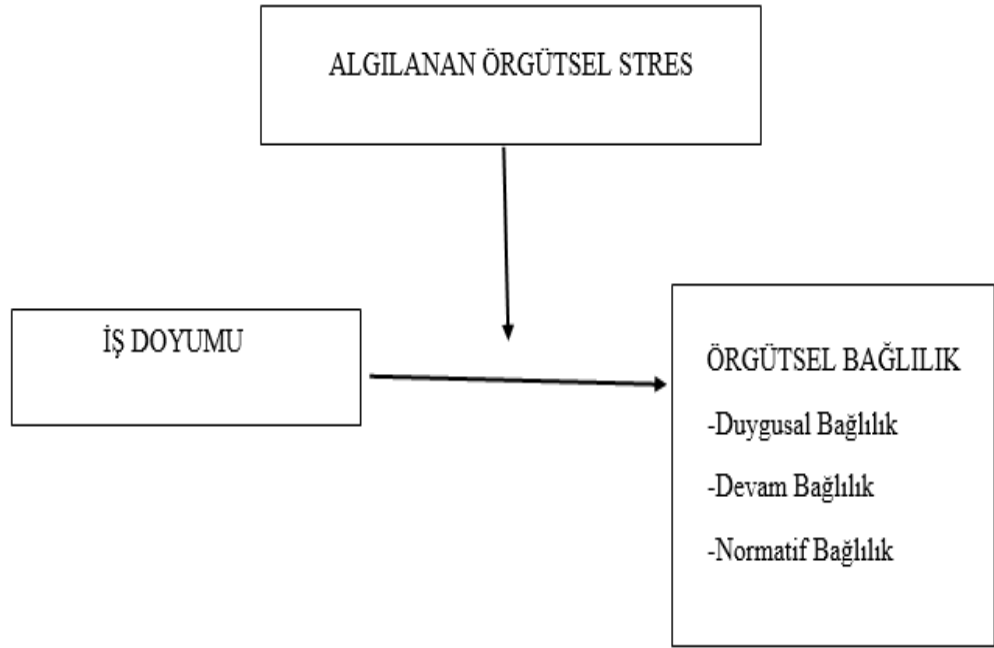 ALGILANAN ÖRGÜTSEL STRES
İŞ DOYUMU
ÖRGÜTSEL BAĞLILIK
-Duygusal Bağlılık
-Devam Bağlılık
-Normatif Bağlılık